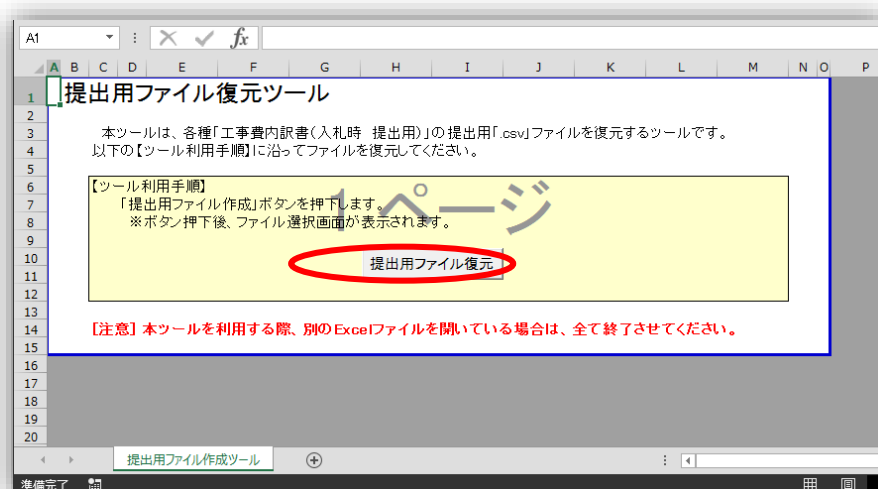 A1
fx
A B C D E F G H I J K L M N O P
1 提出用ファイル復元ツール
2
3 本ツールは、各種「工事費内訳書(入札時 提出用)」の提出用「.csv」ファイルを復元するツールです。
4 以下の【ツール利用手順】に沿ってファイルを復元してください。
5
6 【ツール利用手順】
7 「提出用ファイル作成」ボタンを押下します。
8 ※ボタン押下後、ファイル選択画面が表示されます。
1 ページ
9
10 提出用ファイル復元
11
12
13
14 [注意] 本ツールを利用する際、別のExcelファイルを開いている場合は、全て終了させてください。
15
16
17
18
19
20
提出用ファイル作成ツール
準備完了